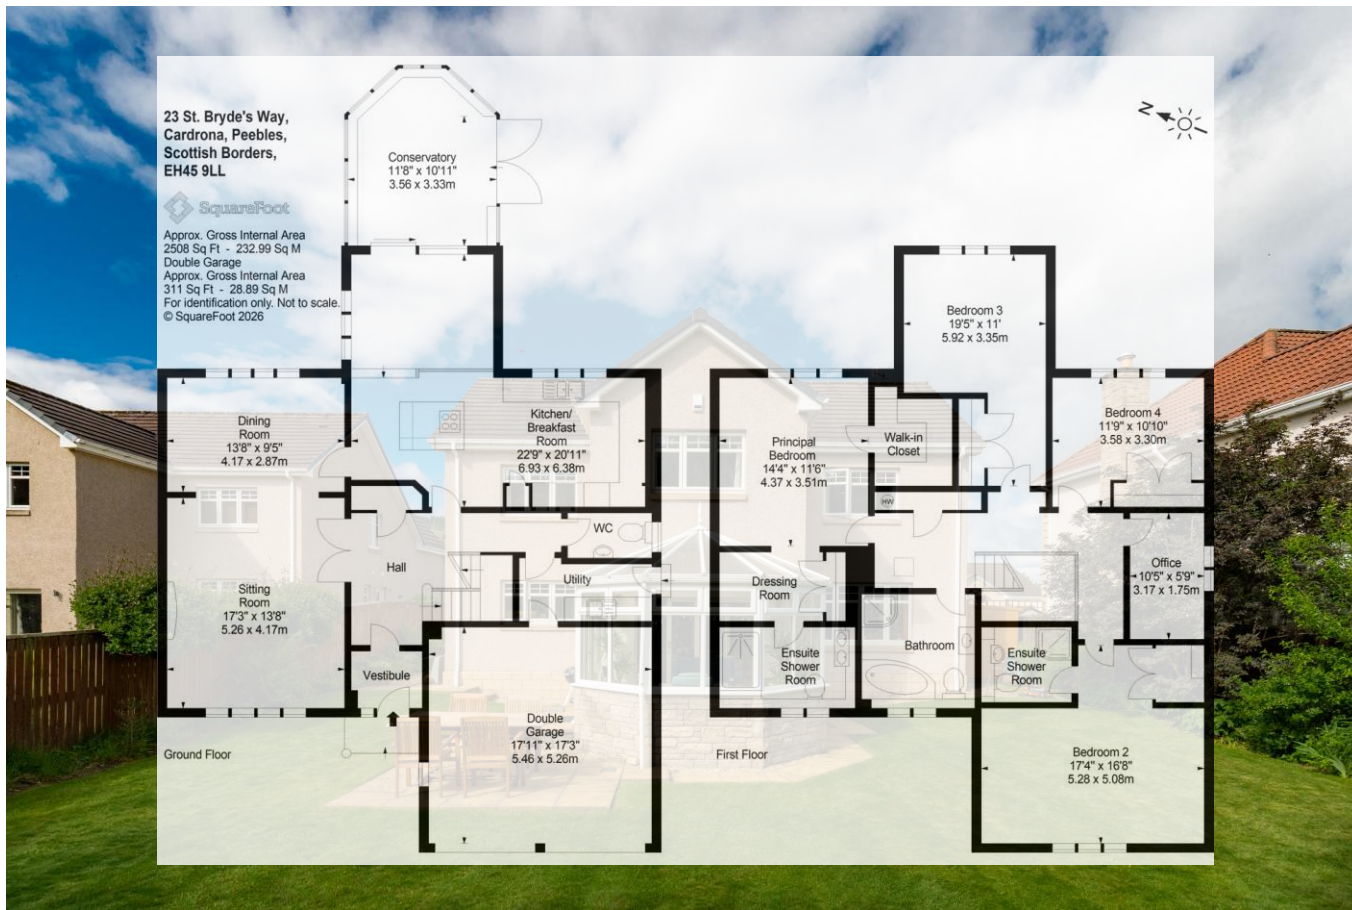 23 St. Bryde's Way,
Cardrona, Peebles,
Scottish Borders,
EH45 9LL
SquareFoot
Approx. Gross Internal Area
2508 Sq Ft - 232.99 Sq M
Double Garage
Approx. Gross Internal Area
311 Sq Ft - 28.89 Sq M
For identification only. Not to scale.
© SquareFoot 2026
N
Conservatory
11'8" x 10'11"
3.56 x 3.33m
Dining
Room
13'8" x 9'5"
4.17 x 2.87m
Kitchen/
Breakfast
Room
22'9" x 20'11"
6.93 x 6.38m
WC
Hall
Utility
Sitting
Room
17'3" x 13'8"
5.26 x 4.17m
Vestibule
Double
Garage
17'11" x 17'3"
5.46 x 5.26m
Ground Floor
Bedroom 3
19'5" x 11'
5.92 x 3.35m
Principal
Bedroom
14'4" x 11'6"
4.37 x 3.51m
Walk-in
Closet
Bedroom 4
11'9" x 10'10"
3.58 x 3.30m
HW
Dressing
Room
Office
10'5" x 5'9"
3.17 x 1.75m
Ensuite
Shower
Room
Bathroom
Ensuite
Shower
Room
Bedroom 2
17'4" x 16'8"
5.28 x 5.08m
First Floor